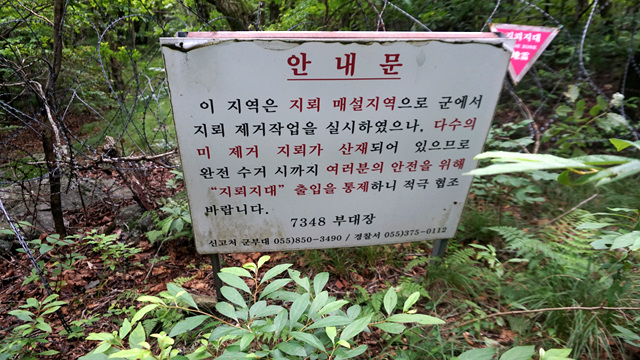 안 내 문
이 지역은 지뢰 매설지역으로 군에서
지뢰 제거작업을 실시하였으나, 다수의
미 제거 지뢰가 산재되어 있으므로
완전 수거 시까지 여러분의 안전을 위해
"지뢰지대" 출입을 통제하니 적극 협조
바랍니다.
7348 부대장
신고처 군부대 055)850-3490 / 경찰서 055)375-0112
지뢰지대